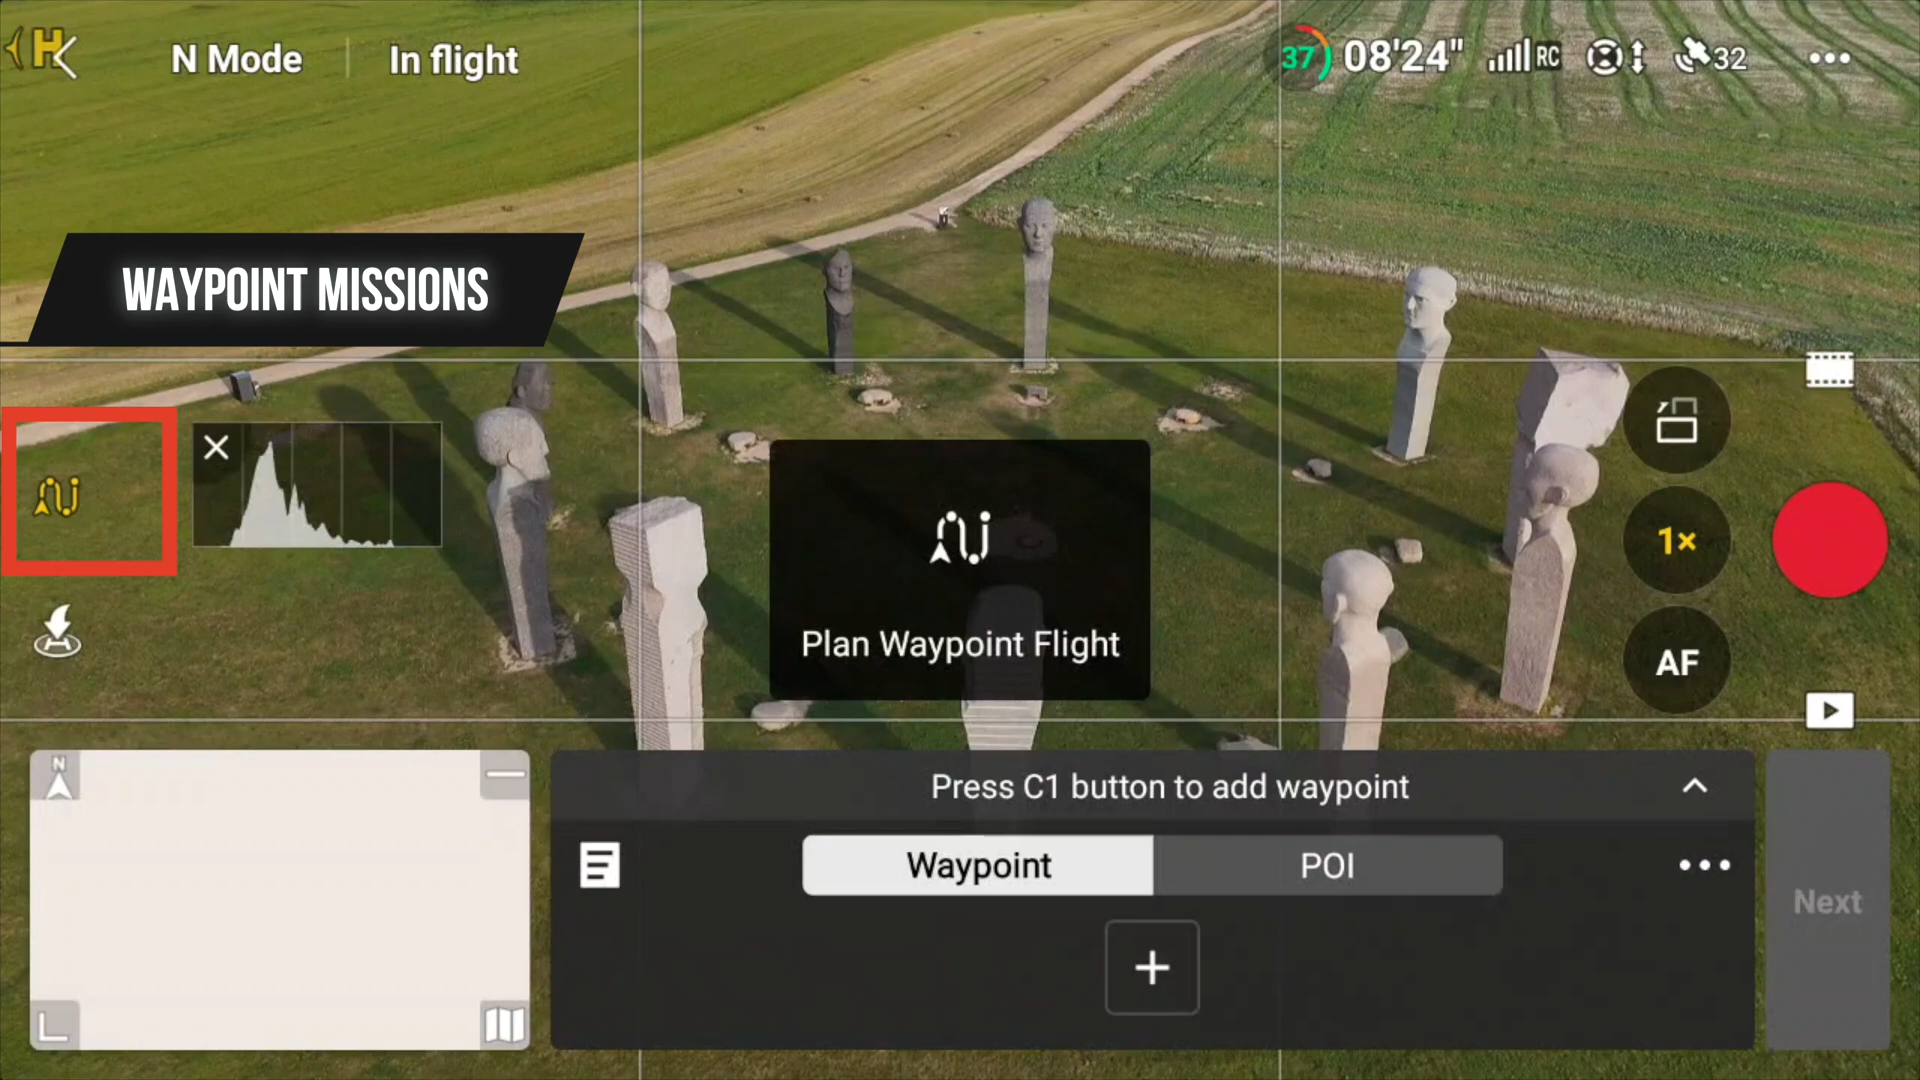 H
N Mode
In flight
37
08'24"
RC
32
WAYPOINT MISSIONS
1×
Plan Waypoint Flight
AF
N
Press C1 button to add waypoint
Waypoint
POI
Next